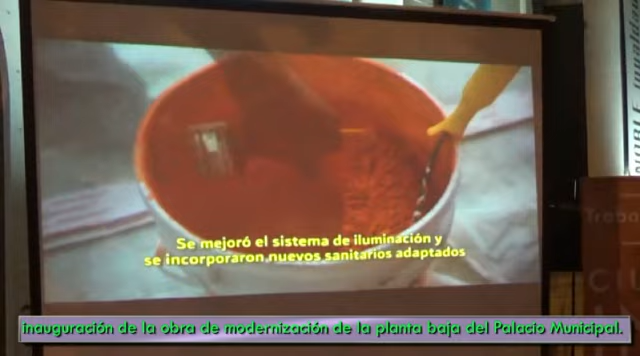 Se mejoró el sistema de iluminación y
se incorporaron nuevos sanitarios adaptados
Traba
inauguración de la obra de modernización de la planta baja del Palacio Municipal.